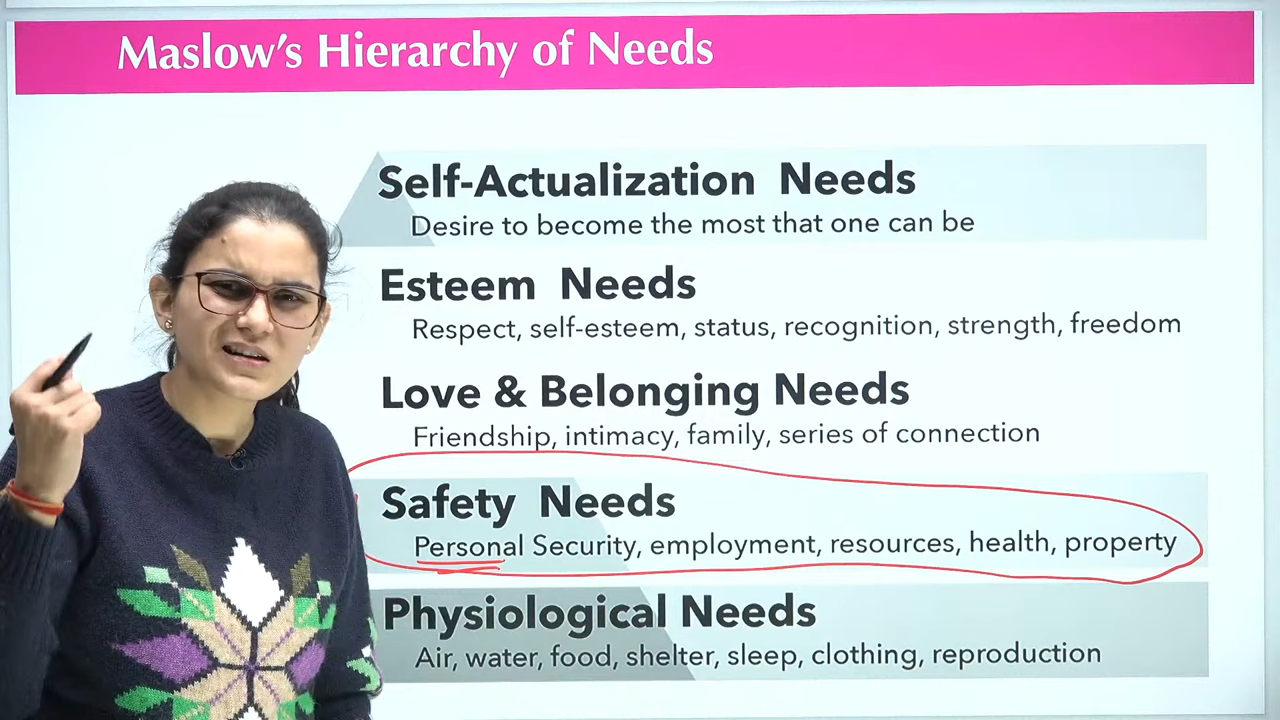 Maslow's Hierarchy of Needs
Self-Actualization Needs
Desire to become the most that one can be
Esteem Needs
Respect, self-esteem, status, recognition, strength, freedom
Love & Belonging Needs
Friendship, intimacy, family, series of connection
Safety Needs
Personal Security, employment, resources, health, property
Physiological Needs
Air, water, food, shelter, sleep, clothing, reproduction